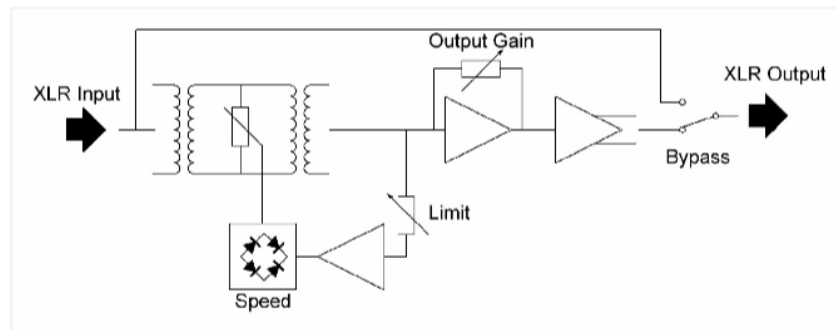 Output Gain
XLR Input
XLR Output
Bypass
Limit
Speed